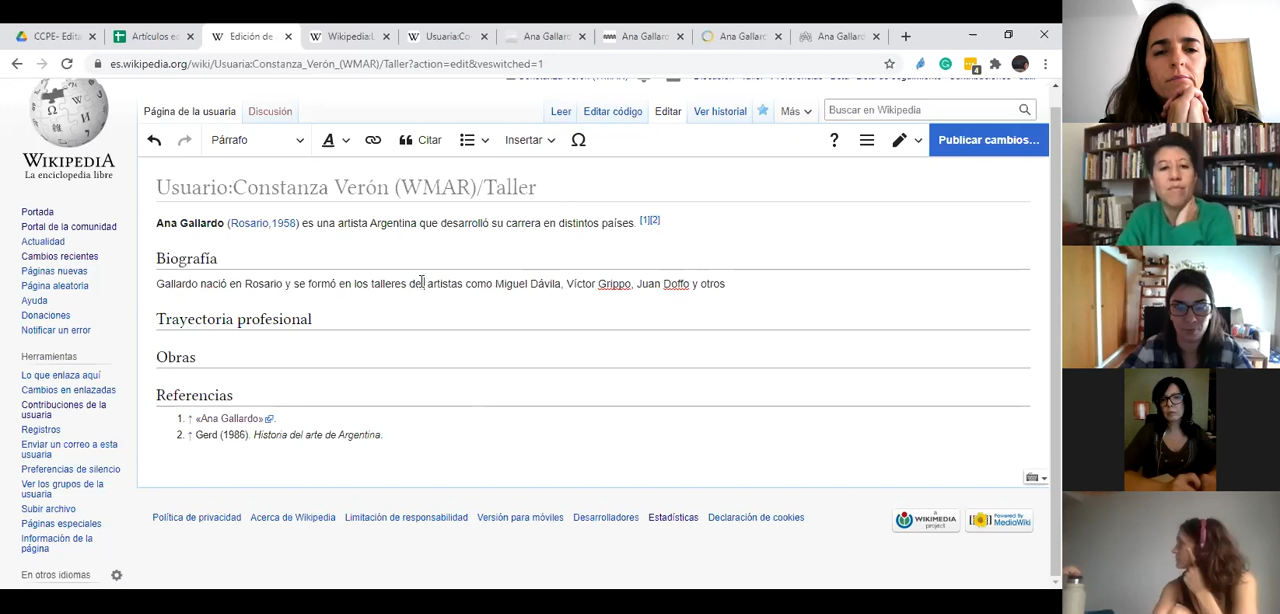 CCPE- Edita
Artículos ed
Edición de
Wikipedia:L
Usuaria:Co
Ana Gallard
Ana Gallard
Ana Gallard
Ana Gallard
es.wikipedia.org/wiki/Usuaria:Constanza_Verón_(WMAR)/Taller?action=edit&veswitched=1
4
WIKIPEDIA
La enciclopedia libre
Página de la usuaria
Discusión
Leer
Editar código
Editar
Ver historial
Más
Buscar en Wikipedia
Párrafo
A
Citar
Insertar
Ω
?
Publicar cambios...
Usuario:Constanza Verón (WMAR)/Taller
Ana Gallardo (Rosario,1958) es una artista Argentina que desarrolló su carrera en distintos países. [1][2]
Biografía
Gallardo nació en Rosario y se formó en los talleres de artistas como Miguel Dávila, Víctor Grippo, Juan Doffo y otros
Trayectoria profesional
Obras
Referencias
1. ↑ «Ana Gallardo».
2. ↑ Gerd (1986). Historia del arte de Argentina.
Portada
Portal de la comunidad
Actualidad
Cambios recientes
Páginas nuevas
Página aleatoria
Ayuda
Donaciones
Notificar un error
Herramientas
Lo que enlaza aquí
Cambios en enlazadas
Contribuciones de la
usuaria
Registros
Enviar un correo a esta
usuaria
Preferencias de silencio
Ver los grupos de la
usuaria
Subir archivo
Páginas especiales
Información de la
página
En otros idiomas
Política de privacidad
Acerca de Wikipedia
Limitación de responsabilidad
Versión para móviles
Desarrolladores
Estadísticas
Declaración de cookies
A
WIKIMEDIA
project
Powered By
MediaWiki